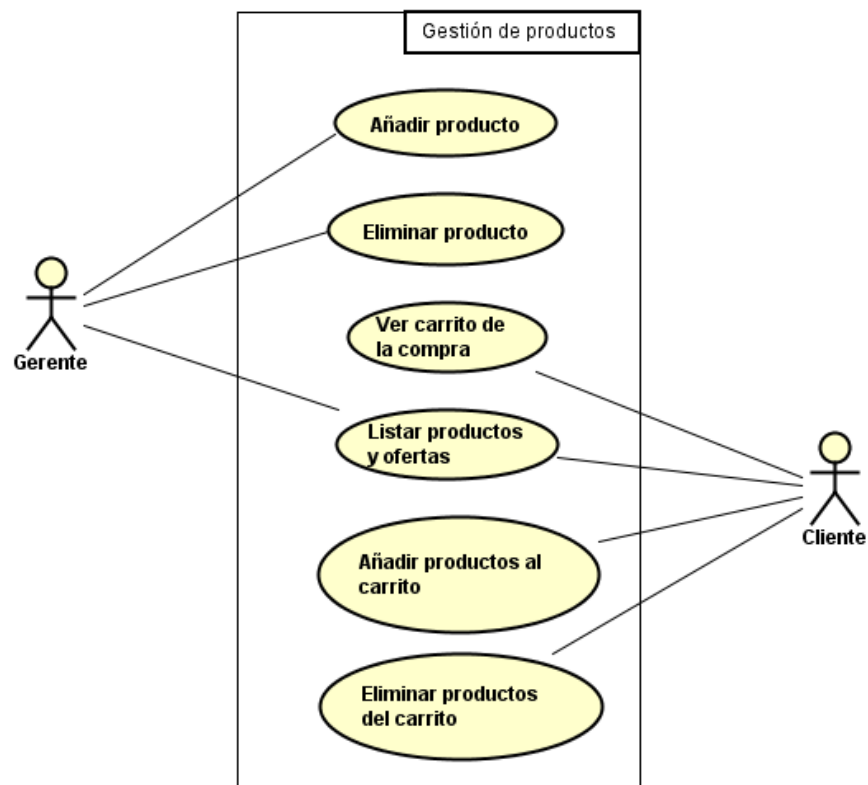 Gestión de productos
Añadir producto
Eliminar producto
Gerente
Ver carrito de
la compra
Listar productos
y ofertas
Cliente
Añadir productos al
carrito
Eliminar productos
del carrito